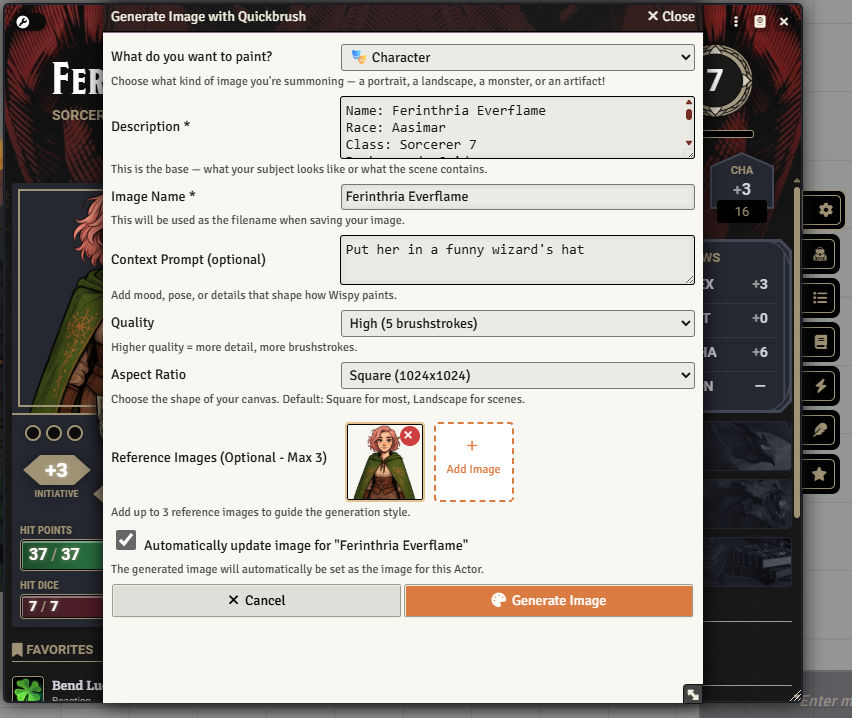 Generate Image with Quickbrush
✕ Close
What do you want to paint?
Character
Choose what kind of image you're summoning — a portrait, a landscape, a monster, or an artifact!
Description *
Name: Ferinthria Everflame
Race: Aasimar
Class: Sorcerer 7
This is the base — what your subject looks like or what the scene contains.
Image Name *
Ferinthria Everflame
This will be used as the filename when saving your image.
Context Prompt (optional)
Put her in a funny wizard's hat
Add mood, pose, or details that shape how Wispy paints.
Quality
High (5 brushstrokes)
Higher quality = more detail, more brushstrokes.
Aspect Ratio
Square (1024x1024)
Choose the shape of your canvas. Default: Square for most, Landscape for scenes.
Reference Images (Optional - Max 3)
+
Add Image
Add up to 3 reference images to guide the generation style.
Automatically update image for "Ferinthria Everflame"
The generated image will automatically be set as the image for this Actor.
✕ Cancel
Generate Image
FER
SORCER
+3
INITIATIVE
HIT POINTS
37 / 37
HIT DICE
7 / 7
FAVORITES
Bend Lu
Reaction
7
CHA
+3
16
WS
EX +3
T +0
HA +6
N —
Enter m